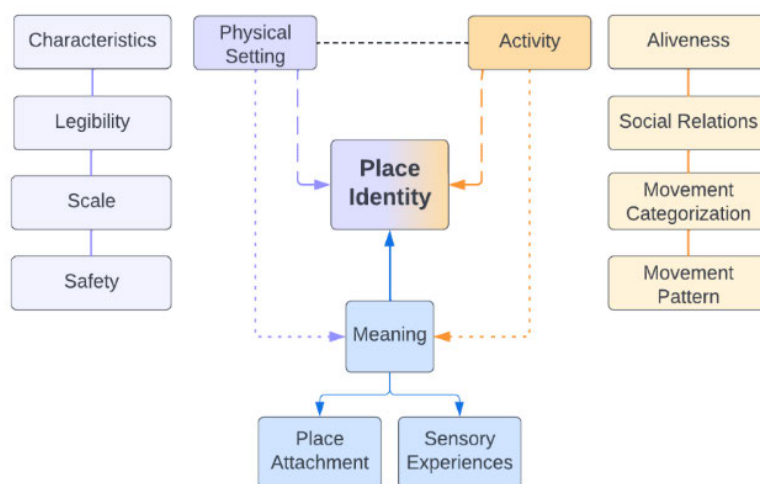 Characteristics
Legibility
Scale
Safety
Physical
Setting
Activity
Place
Identity
Meaning
Place
Attachment
Sensory
Experiences
Aliveness
Social Relations
Movement
Categorization
Movement
Pattern